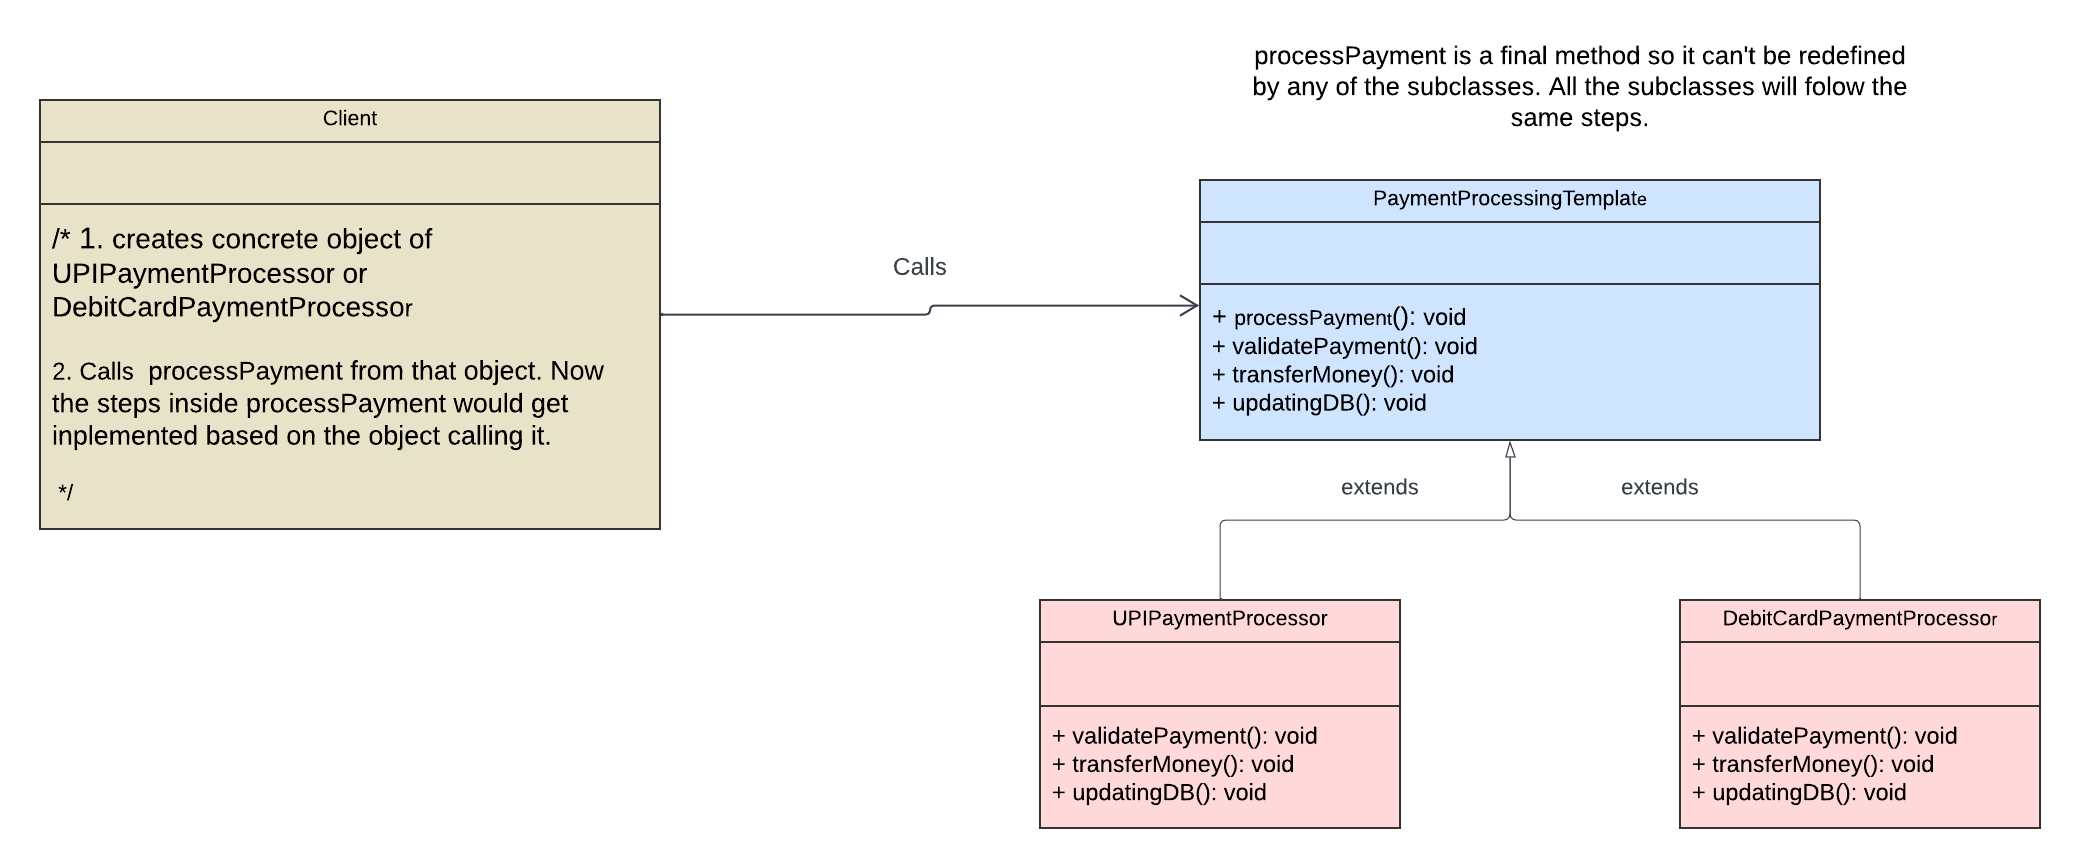 processPayment is a final method so it can't be redefined
by any of the subclasses. All the subclasses will folow the
same steps.
Client
/* 1. creates concrete object of
UPIPaymentProcessor or
DebitCardPaymentProcessor
2. Calls processPayment from that object. Now
the steps inside processPayment would get
inplemented based on the object calling it.
*/
Calls
PaymentProcessingTemplate
+ processPayment(): void
+ validatePayment(): void
+ transferMoney(): void
+ updatingDB(): void
extends
extends
UPIPaymentProcessor
+ validatePayment(): void
+ transferMoney(): void
+ updatingDB(): void
DebitCardPaymentProcessor
+ validatePayment(): void
+ transferMoney(): void
+ updatingDB(): void